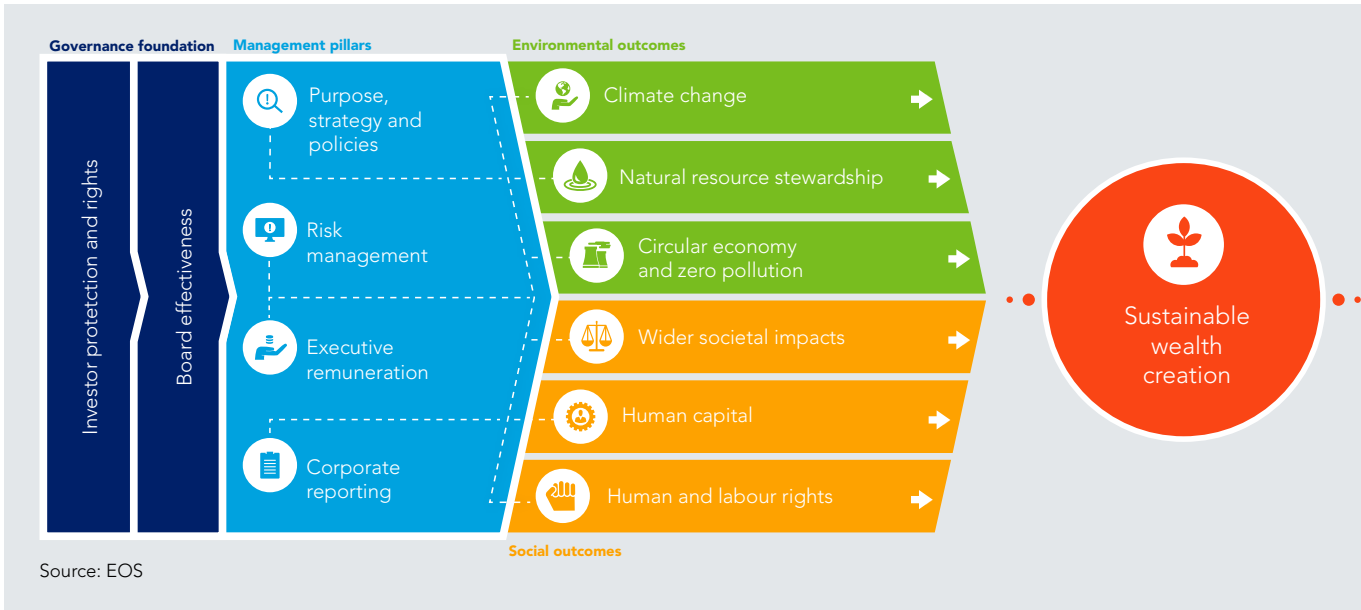 Governance foundation
Management pillars
Environmental outcomes
Investor protetction and rights
Board effectiveness
Purpose,
strategy and
policies
Risk
management
Executive
remuneration
Corporate
reporting
Climate change
Natural resource stewardship
Circular economy
and zero pollution
Wider societal impacts
Human capital
Human and labour rights
Social outcomes
Sustainable
wealth
creation
Source: EOS